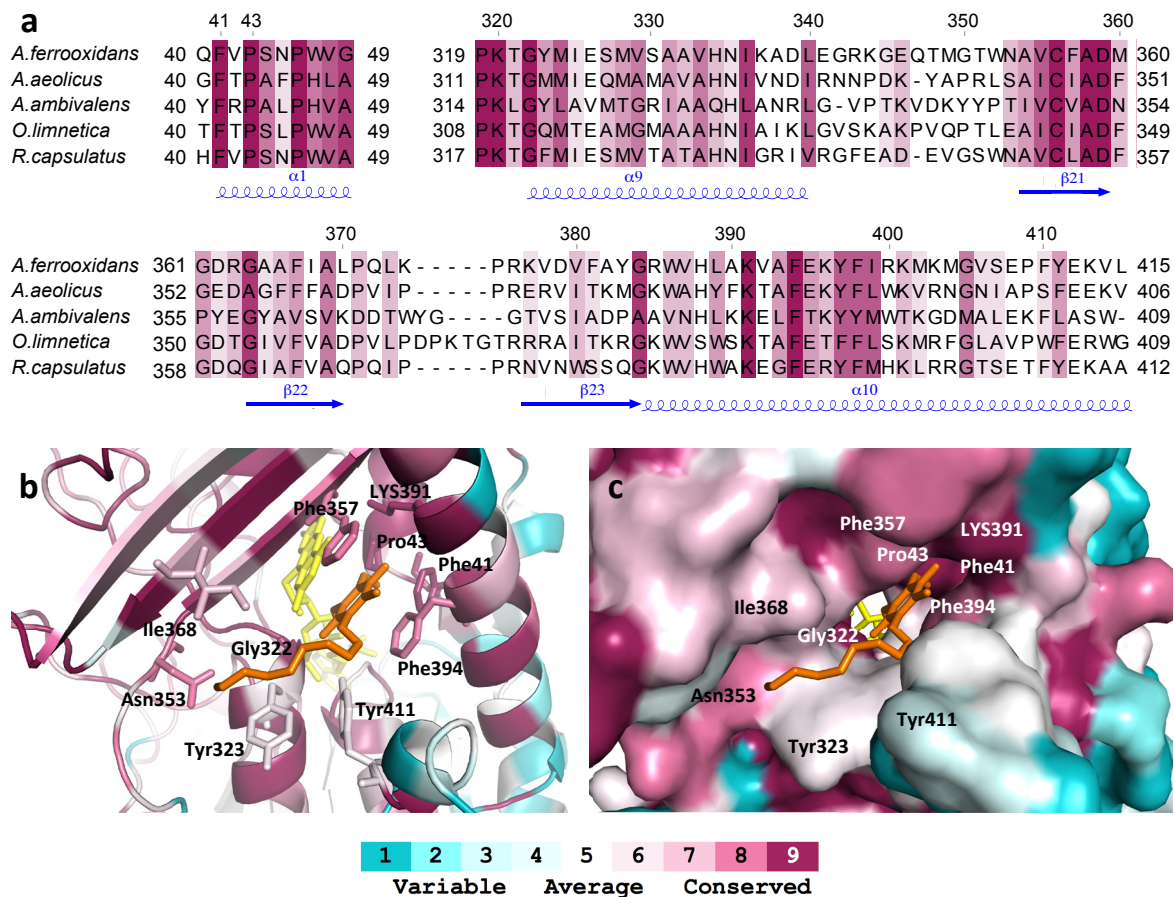 a
41 43 320 330 340 350 360
A.ferrooxidans 40 QFVPSNPWVG 49 319 PKTGYMIESMVSAAVHNIKADLEGRKGEQTMGTWNAVCFADM 360
A.aeolicus 40 GFTPAFPHLA 49 311 PKTGMMIEQMAMAVAHNIVNDIRNNPDK-YAPRLSAICIADF 351
A.ambivalens 40 YFRPALPHVA 49 314 PKLGYLAVMTGRIAAQHLANRLG-VPTKVDKYYPTIVCVADN 354
O.limnetica 40 TFTPSLPWVA 49 308 PKTGQMTEAMGMAAAHNIAIKLGVSKAKPVQPTLEAICIADF 349
R.capsulatus 40 HFVPSNPWVA 49 317 PKTGFMIESMVTATAHNIGRIVRGFEAD-EVGSWNAVCLADF 357
α1 α9 β21
370 380 390 400 410
A.ferrooxidans 361 GDRGAAFIALPQLK-----PRKVDVFAYGRWVHLAKVAFEKYFIRKMKMGVSEPFYEKVL 415
A.aeolicus 352 GEDAGFFFADPVIP-----PRERVITKMGKWAHYFKTAFEKYFLWKVRNGNIAPSFEEKV 406
A.ambivalens 355 PYEGYAVSVKDDTWYG---GTVSIADPAAVNHLKKELFTKYYMWTKGDMALEKFLASW- 409
O.limnetica 350 GDTGIVFVADPVLPDPKTGTRRRAITKRGKWVSWSKTAFETFFLSKMRFGLAVPWFERWG 409
R.capsulatus 358 GDQGIAFVAQPQIP-----PRNVNWSSQGKWVHWAKEGFERYFMHKLRRGTSETFYEKAA 412
β22 β23 α10
b
Phe357
LYS391
Pro43
Phe41
Ile368
Gly322
Phe394
Asn353
Tyr323
Tyr411
c
Phe357
LYS391
Pro43
Phe41
Ile368
Phe394
Gly322
Asn353
Tyr411
Tyr323
1 2 3 4 5 6 7 8 9
Variable Average Conserved